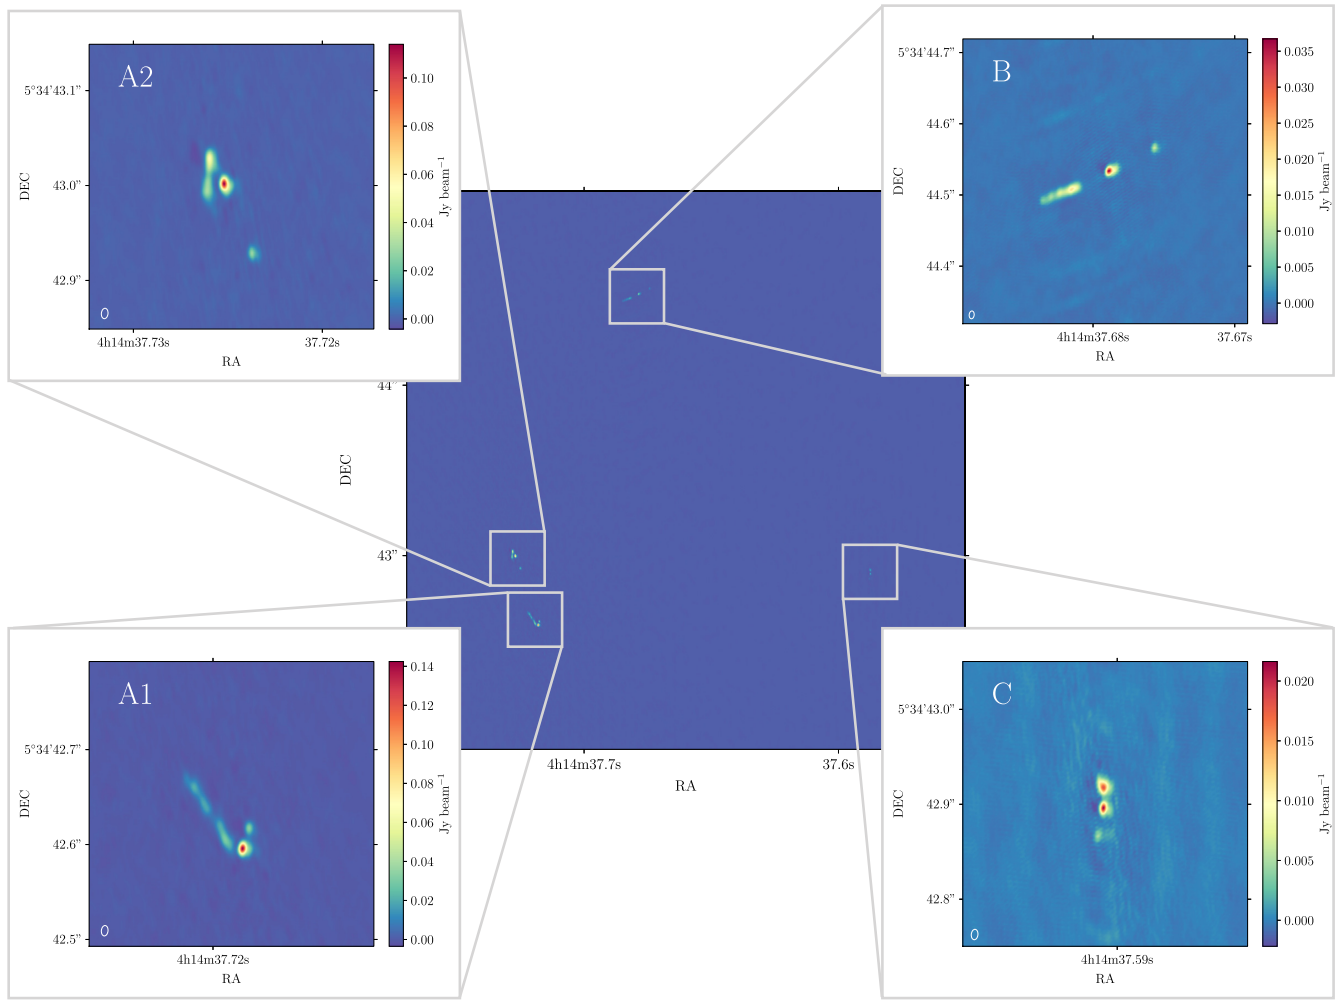 A2
5°34'43.1"
43.0"
42.9"
DEC
4h14m37.73s
37.72s
RA
0.10
0.08
0.06
0.04
0.02
0.00
Jy beam⁻¹
B
5°34'44.7"
44.6"
44.5"
44.4"
DEC
4h14m37.68s
37.67s
RA
0.035
0.030
0.025
0.020
0.015
0.010
0.005
0.000
Jy beam⁻¹
44"
43"
DEC
4h14m37.7s
37.6s
RA
A1
5°34'42.7"
42.6"
42.5"
DEC
4h14m37.72s
RA
0.14
0.12
0.10
0.08
0.06
0.04
0.02
0.00
Jy beam⁻¹
C
5°34'43.0"
42.9"
42.8"
DEC
4h14m37.59s
RA
0.020
0.015
0.010
0.005
0.000
Jy beam⁻¹